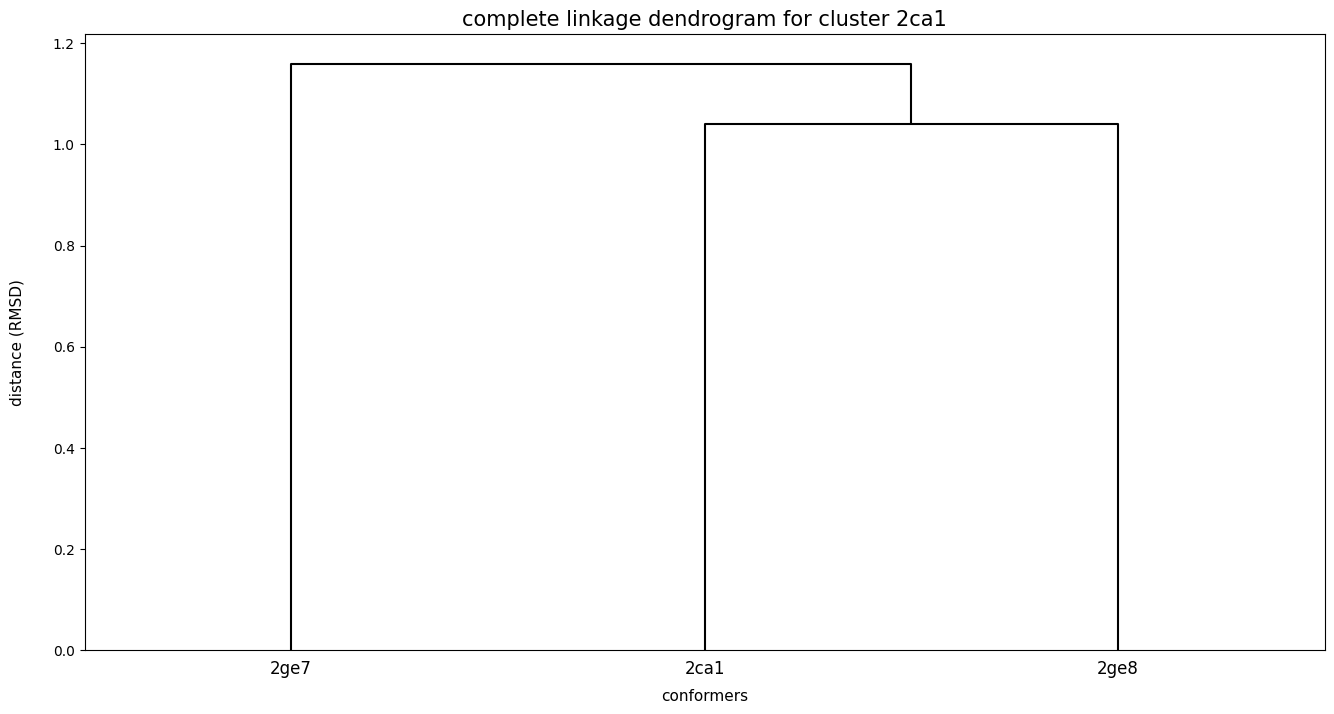 complete linkage dendrogram for cluster 2ca1
1.2
1.0
0.8
0.6
0.4
0.2
0.0
distance (RMSD)
2ge7 2ca1 2ge8
conformers